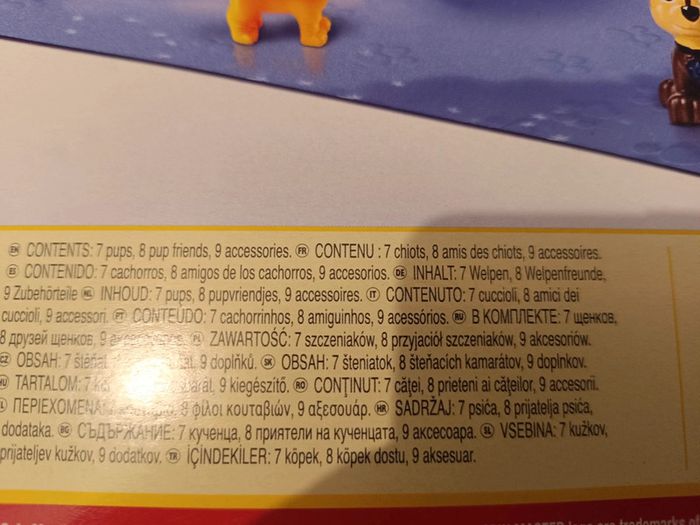 EN CONTENTS: 7 pups, 8 pup friends, 9 accessories. FR CONTENU : 7 chiots, 8 amis des chiots, 9 accessoires.
ES CONTENIDO: 7 cachorros, 8 amigos de los cachorros, 9 accesorios. DE INHALT: 7 Welpen, 8 Welpenfreunde,
9 Zubehörteile NL INHOUD: 7 pups, 8 pupvriendjes, 9 accessoires. IT CONTENUTO: 7 cuccioli, 8 amici dei
cuccioli, 9 accessori. PT CONTEÚDO: 7 cachorrinhos, 8 amiguinhos, 9 acessórios. RU В КОМПЛЕКТЕ: 7 щенков,
8 друзей щенков, 9 PL ZAWARTOŚĆ: 7 szczeniaków, 8 przyjaciół szczeniaków, 9 akcesoriów.
CZ OBSAH: 7 9 doplňků. SK OBSAH: 7 šteniatok, 8 šteňacích kamarátov, 9 doplnkov.
HU TARTALOM: 7 9 kiegészítő. RO CONȚINUT: 7 căței, 8 prieteni ai cățeilor, 9 accesorii.
ΠΕΡΙΕΧΟΜΕΝΑ 8 φίλοι κουταβιών, 9 αξεσουάρ. HR SADRŽAJ: 7 psića, 8 prijatelja psića,
dodataka. BG СЪДЪРЖАНИЕ: 7 кученца, 8 приятели на кученцата, 9 аксесоара. SL VSEBINA: 7 kužkov,
prijateljev kužkov, 9 dodatkov. TR İÇİNDEKİLER: 7 köpek, 8 köpek dostu, 9 aksesuar.